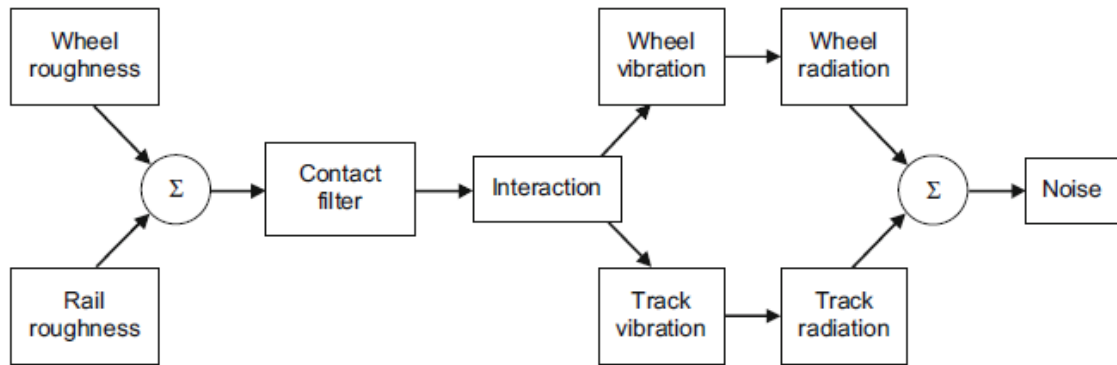 Wheel
roughness
Rail
roughness
Σ
Contact
filter
Interaction
Wheel
vibration
Wheel
radiation
Track
vibration
Track
radiation
Σ
Noise